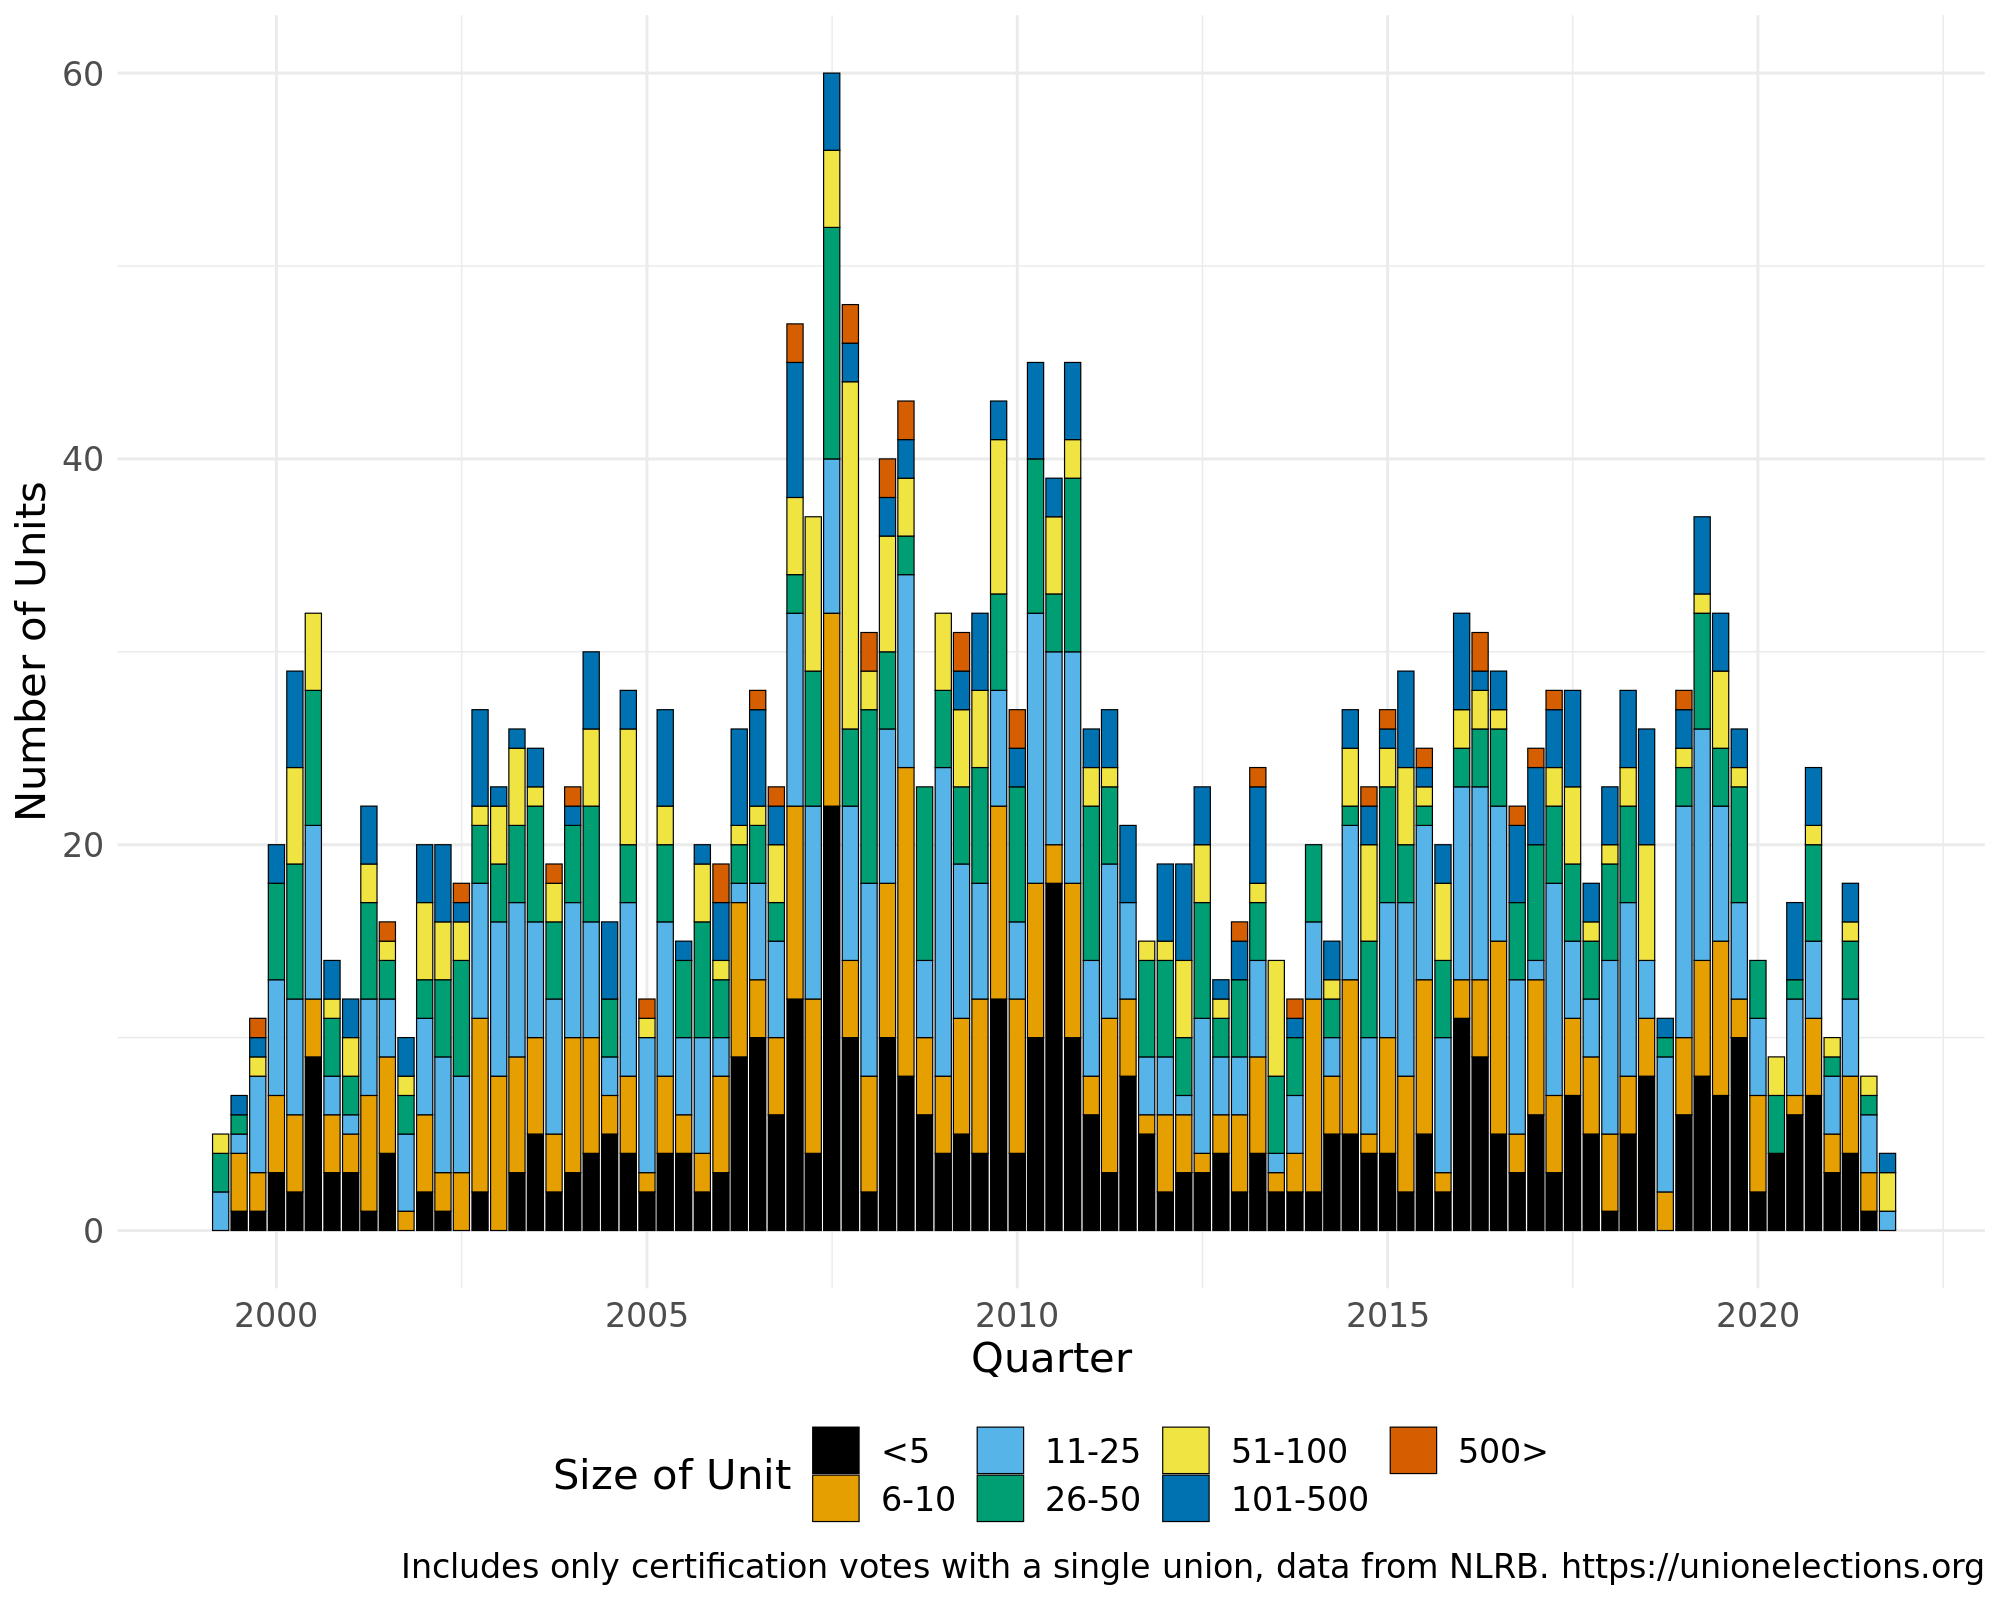 60
40
20
0
Number of Units
2000 2005 2010 2015 2020
Quarter
Size of Unit
<5 11-25 51-100 500>
6-10 26-50 101-500
Includes only certification votes with a single union, data from NLRB. https://unionelections.org